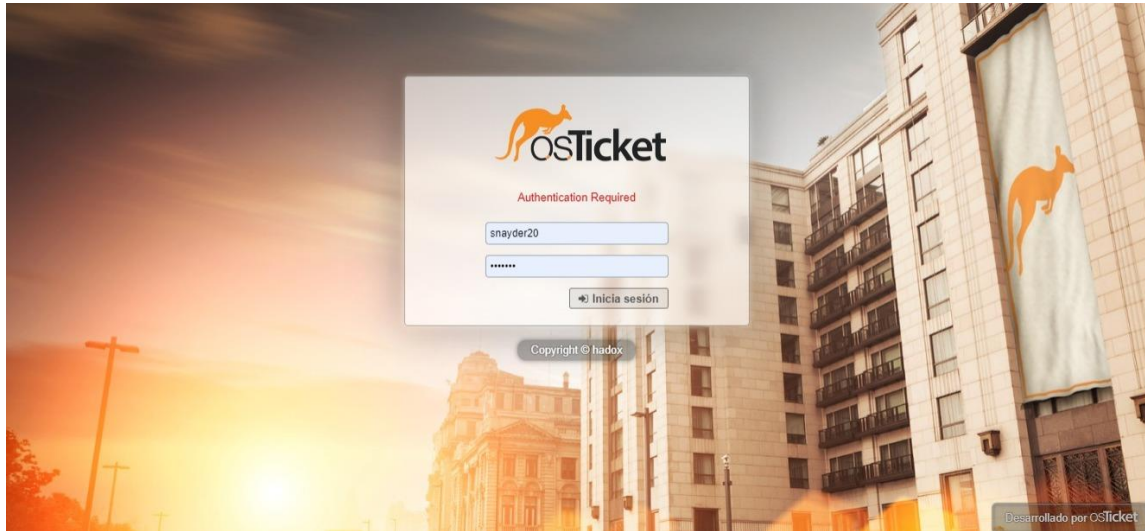 osTicket
Authentication Required
snayder20
•••••••
Inicia sesión
Copyright © hadox
Desarrollado por osTicket